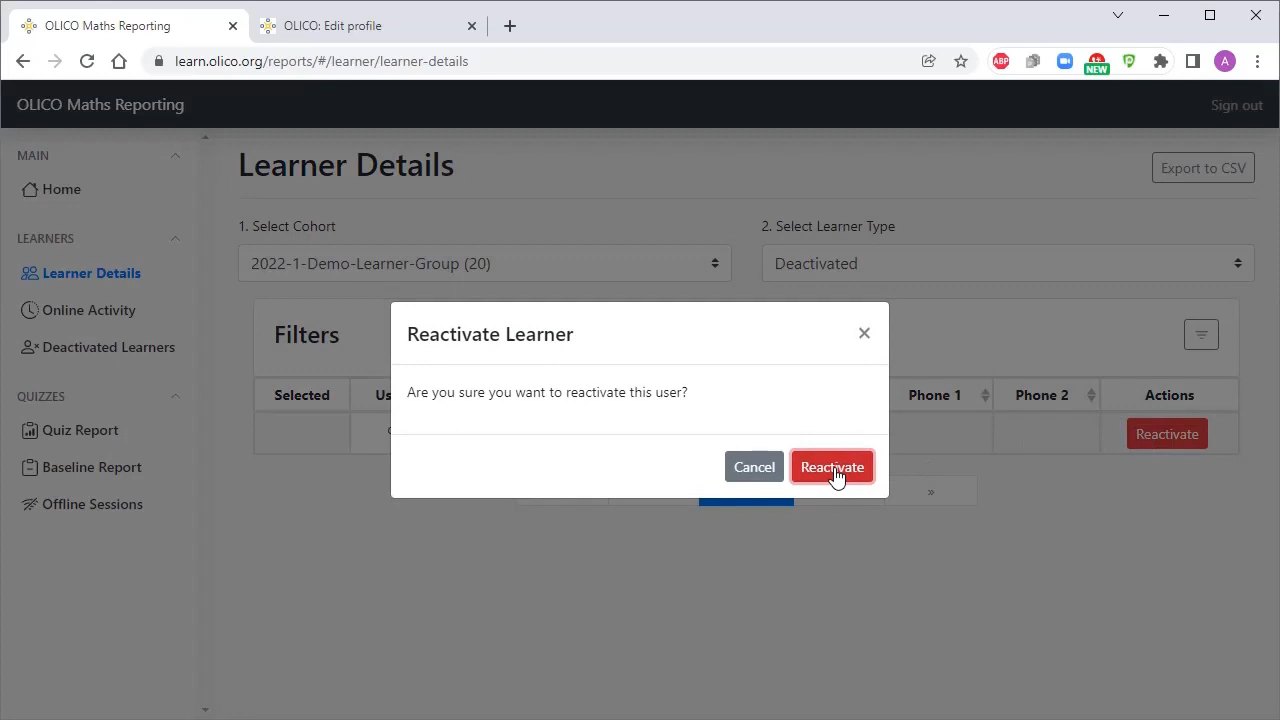 OLICO Maths Reporting
OLICO: Edit profile
learn.olico.org/reports/#/learner/learnerdetails
ABP
NEW
A
OLICO Maths Reporting
Sign out
MAIN
Home
LEARNERS
Learner Details
Online Activity
Deactivated Learners
QUIZZES
Quiz Report
Baseline Report
Offline Sessions
Learner Details
Export to CSV
1. Select Cohort
2. Select Learner Type
2022-1-Demo-Learner-Group (20)
Deactivated
Filters
Selected
Phone 1
Phone 2
Actions
Reactivate
»
Reactivate Learner
×
Are you sure you want to reactivate this user?
Cancel
Reactivate